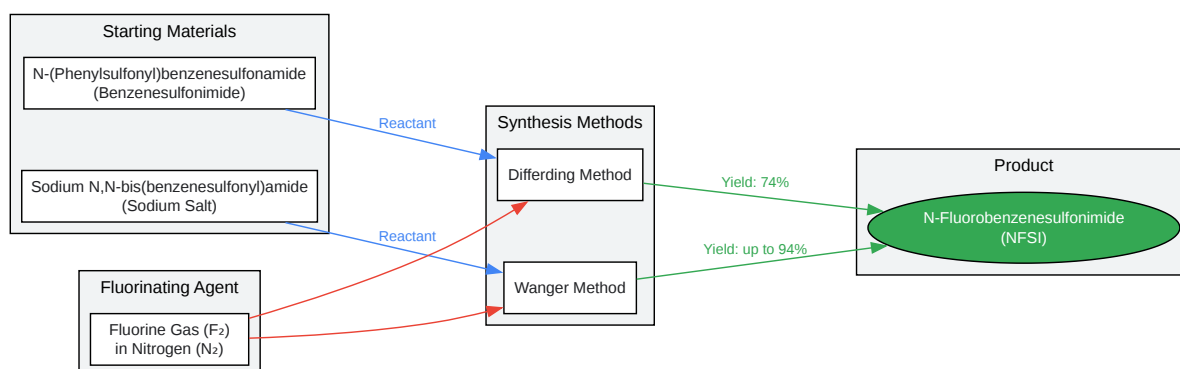 Starting Materials
N-(Phenylsulfonyl)benzenesulfonamide
(Benzenesulfonimide)
Sodium N,N-bis(benzenesulfonyl)amide
(Sodium Salt)
Fluorinating Agent
Fluorine Gas (F₂)
in Nitrogen (N₂)
Reactant
Reactant
Synthesis Methods
Differding Method
Wanger Method
Yield: 74%
Yield: up to 94%
Product
N-Fluorobenzenesulfonimide
(NFSI)